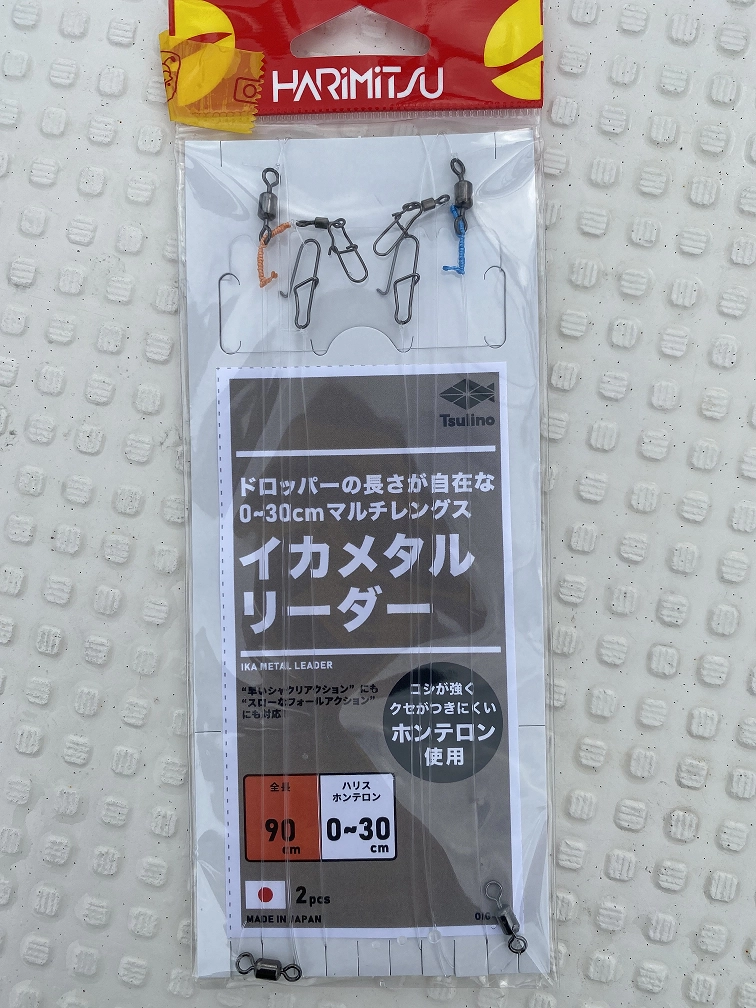 HARiMiTSU
Tsulino
ドロッパーの長さが自在な
0~30cmマルチレングス
イカメタル
リーダー
IKA METAL LEADER
“早いシャクリアクション”にも
“スローなフォールアクション”
にも対応!
コシが強く
クセがつきにくい
ホンテロン
使用
全長
90
cm
ハリス
ホンテロン
0~30
cm
2pcs
MADE IN JAPAN